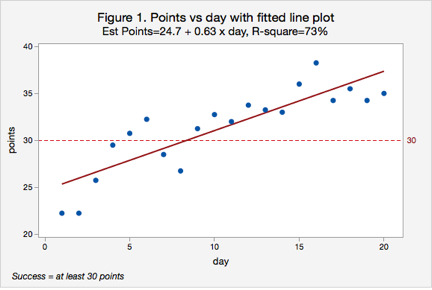 Figure 1. Points vs day with fitted line plot
Est Points=24.7 + 0.63 x day, R-square=73%
40
35
30
30
25
20
points
0
5
10
15
20
day
Success = at least 30 points